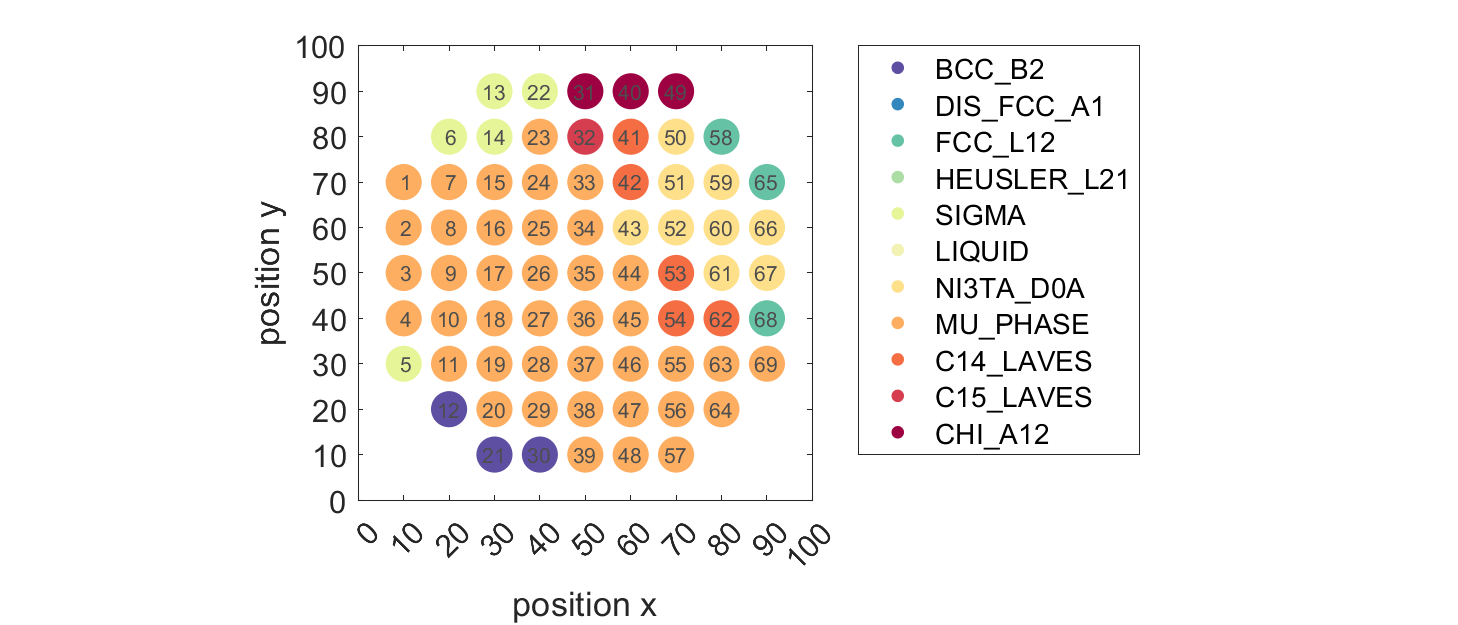 100
90
80
70
60
50
40
30
20
10
0
position y
13 22 31 40 49
6 14 23 32 41 50 58
1 7 15 24 33 42 51 59 65
2 8 16 25 34 43 52 60 66
3 9 17 26 35 44 53 61 67
4 10 18 27 36 45 54 62 68
5 11 19 28 37 46 55 63 69
12 20 29 38 47 56 64
21 30 39 48 57
0 10 20 30 40 50 60 70 80 90 100
position x
BCC_B2
DIS_FCC_A1
FCC_L12
HEUSLER_L21
SIGMA
LIQUID
NI3TA_D0A
MU_PHASE
C14_LAVES
C15_LAVES
CHI_A12